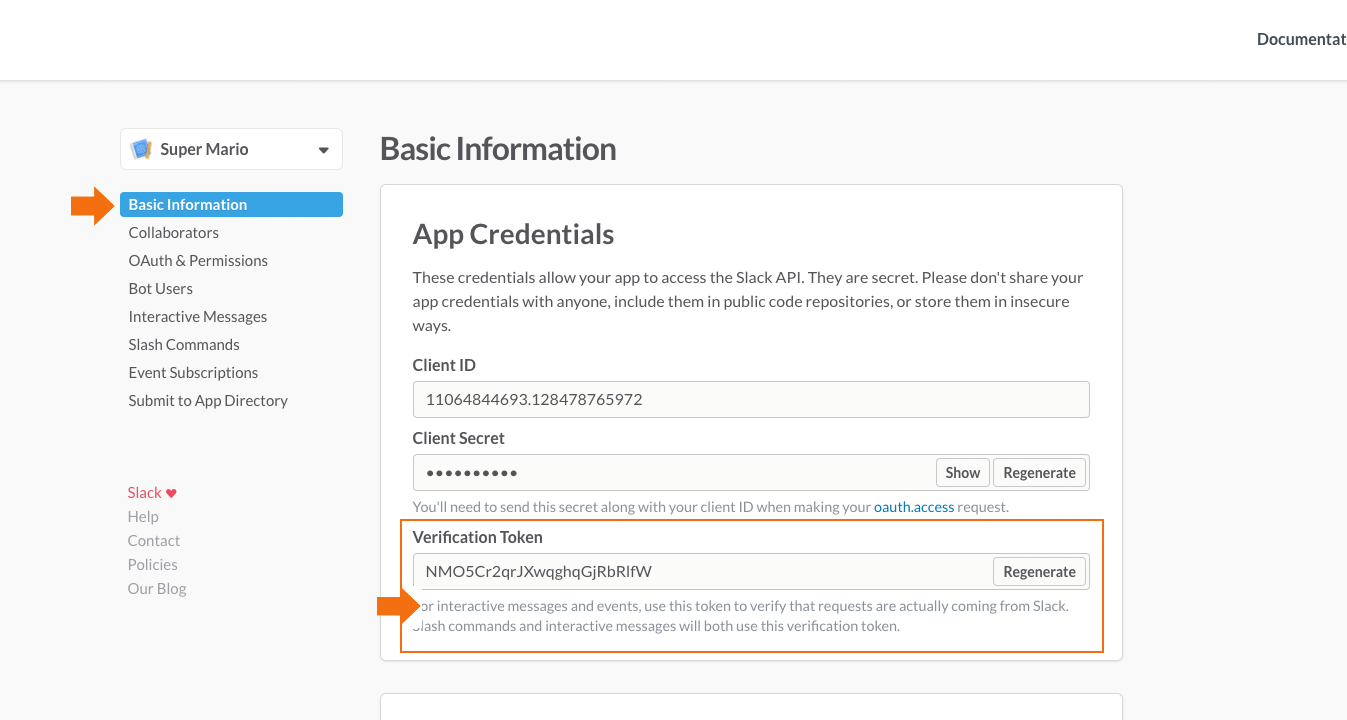 Documentat
Super Mario
Basic Information
Collaborators
OAuth & Permissions
Bot Users
Interactive Messages
Slash Commands
Event Subscriptions
Submit to App Directory
Slack ♥
Help
Contact
Policies
Our Blog
Basic Information
App Credentials
These credentials allow your app to access the Slack API. They are secret. Please don't share your
app credentials with anyone, include them in public code repositories, or store them in insecure
ways.
Client ID
11064844693.128478765972
Client Secret
••••••••••
Show
Regenerate
You'll need to send this secret along with your client ID when making your oauth.access request.
Verification Token
NMO5Cr2qrJXwqghqGjRbRlfW
Regenerate
or interactive messages and events, use this token to verify that requests are actually coming from Slack.
lash commands and interactive messages will both use this verification token.